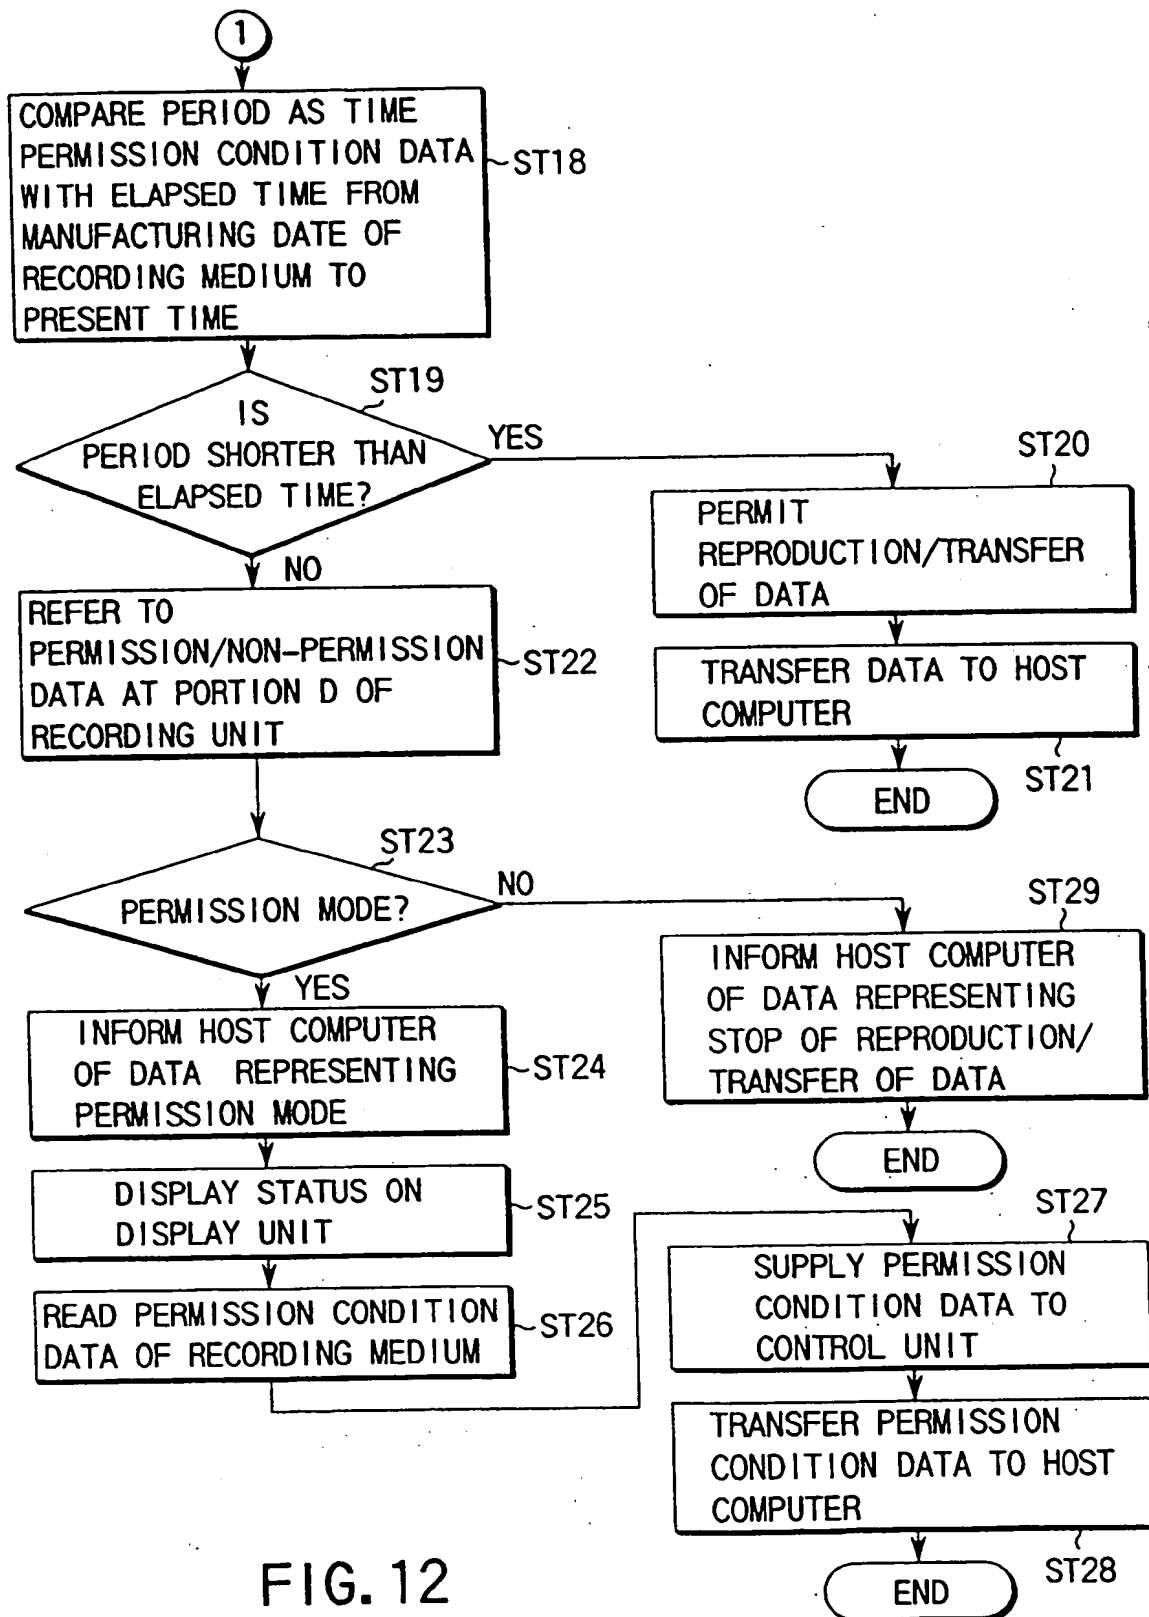 1
COMPARE PERIOD AS TIME
PERMISSION CONDITION DATA
WITH ELAPSED TIME FROM
MANUFACTURING DATE OF
RECORDING MEDIUM TO
PRESENT TIME
ST18
ST19
IS
PERIOD SHORTER THAN
ELAPSED TIME?
YES
NO
ST20
PERMIT
REPRODUCTION/TRANSFER
OF DATA
TRANSFER DATA TO HOST
COMPUTER
ST21
END
REFER TO
PERMISSION/NON-PERMISSION
DATA AT PORTION D OF
RECORDING UNIT
ST22
ST23
PERMISSION MODE?
NO
YES
ST29
INFORM HOST COMPUTER
OF DATA REPRESENTING
STOP OF REPRODUCTION/
TRANSFER OF DATA
END
INFORM HOST COMPUTER
OF DATA REPRESENTING
PERMISSION MODE
ST24
DISPLAY STATUS ON
DISPLAY UNIT
ST25
READ PERMISSION CONDITION
DATA OF RECORDING MEDIUM
ST26
ST27
SUPPLY PERMISSION
CONDITION DATA TO
CONTROL UNIT
TRANSFER PERMISSION
CONDITION DATA TO HOST
COMPUTER
ST28
END
FIG. 12